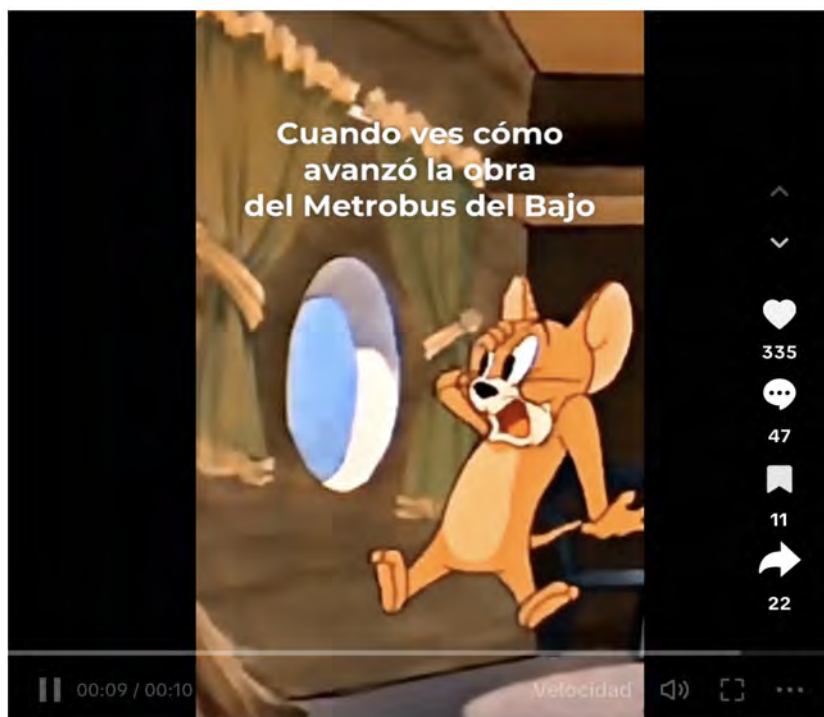 Cuando ves cómo
avanzó la obra
del Metrobus del Bajo
335
47
11
22
00:09 / 00:10
Velocidad